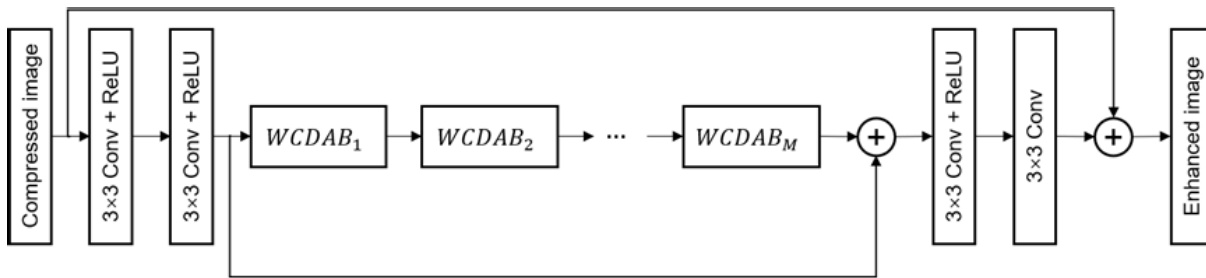 Compressed image
3×3 Conv + ReLU
3×3 Conv + ReLU
WCDAB₁
WCDAB₂
...
WCDAB_M
+
3×3 Conv + ReLU
3×3 Conv
+
Enhanced image